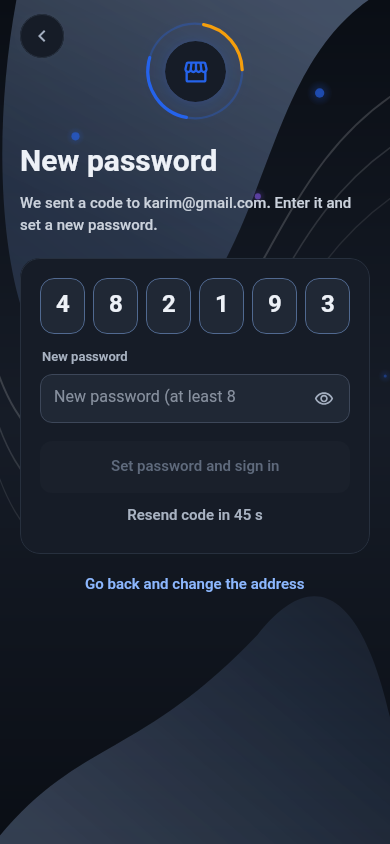 New password
We sent a code to karim@gmail.com. Enter it and
set a new password.
4 8 2 1 9 3
New password
New password (at least 8
Set password and sign in
Resend code in 45 s
Go back and change the address